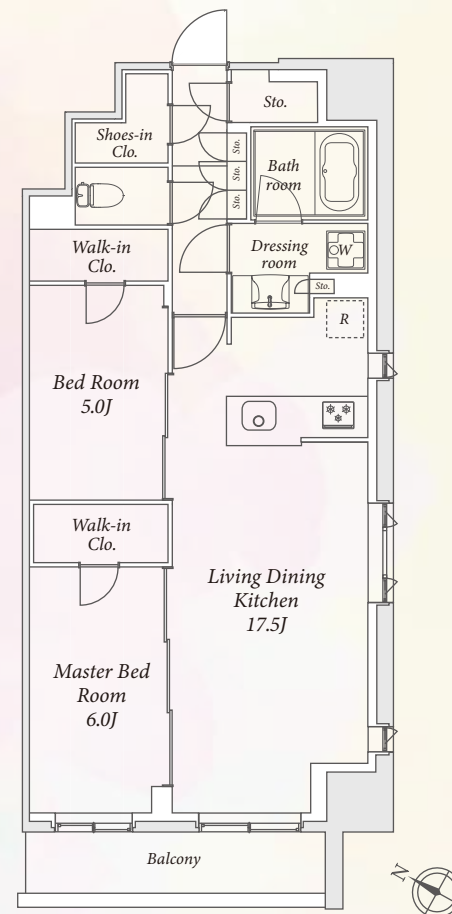 Sto.
Shoes-in
Clo.
Sto.
Sto.
Sto.
Bath
room
Walk-in
Clo.
Dressing
room
W
Sto.
R
Bed Room
5.0J
Walk-in
Clo.
Living Dining
Kitchen
17.5J
Master Bed
Room
6.0J
Balcony
N